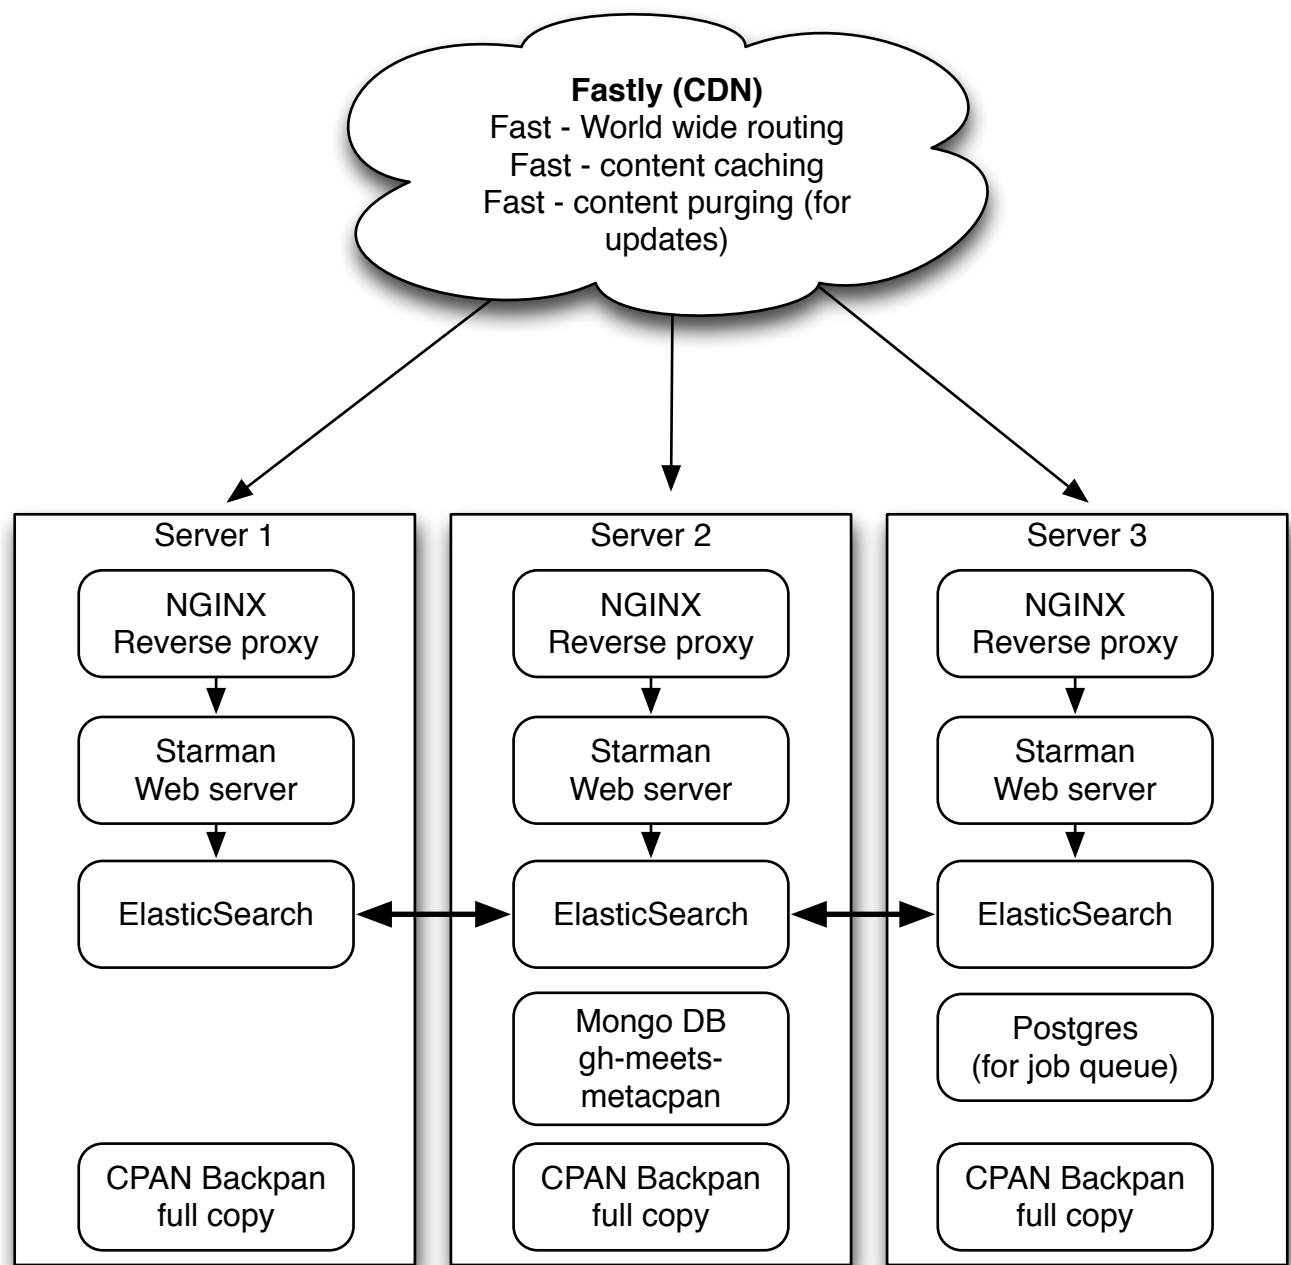 Fastly (CDN)
Fast - World wide routing
Fast - content caching
Fast - content purging (for
updates)
Server 1
NGINX
Reverse proxy
Starman
Web server
ElasticSearch
CPAN Backpan
full copy
Server 2
NGINX
Reverse proxy
Starman
Web server
ElasticSearch
Mongo DB
gh-meets-
metacpan
CPAN Backpan
full copy
Server 3
NGINX
Reverse proxy
Starman
Web server
ElasticSearch
Postgres
(for job queue)
CPAN Backpan
full copy